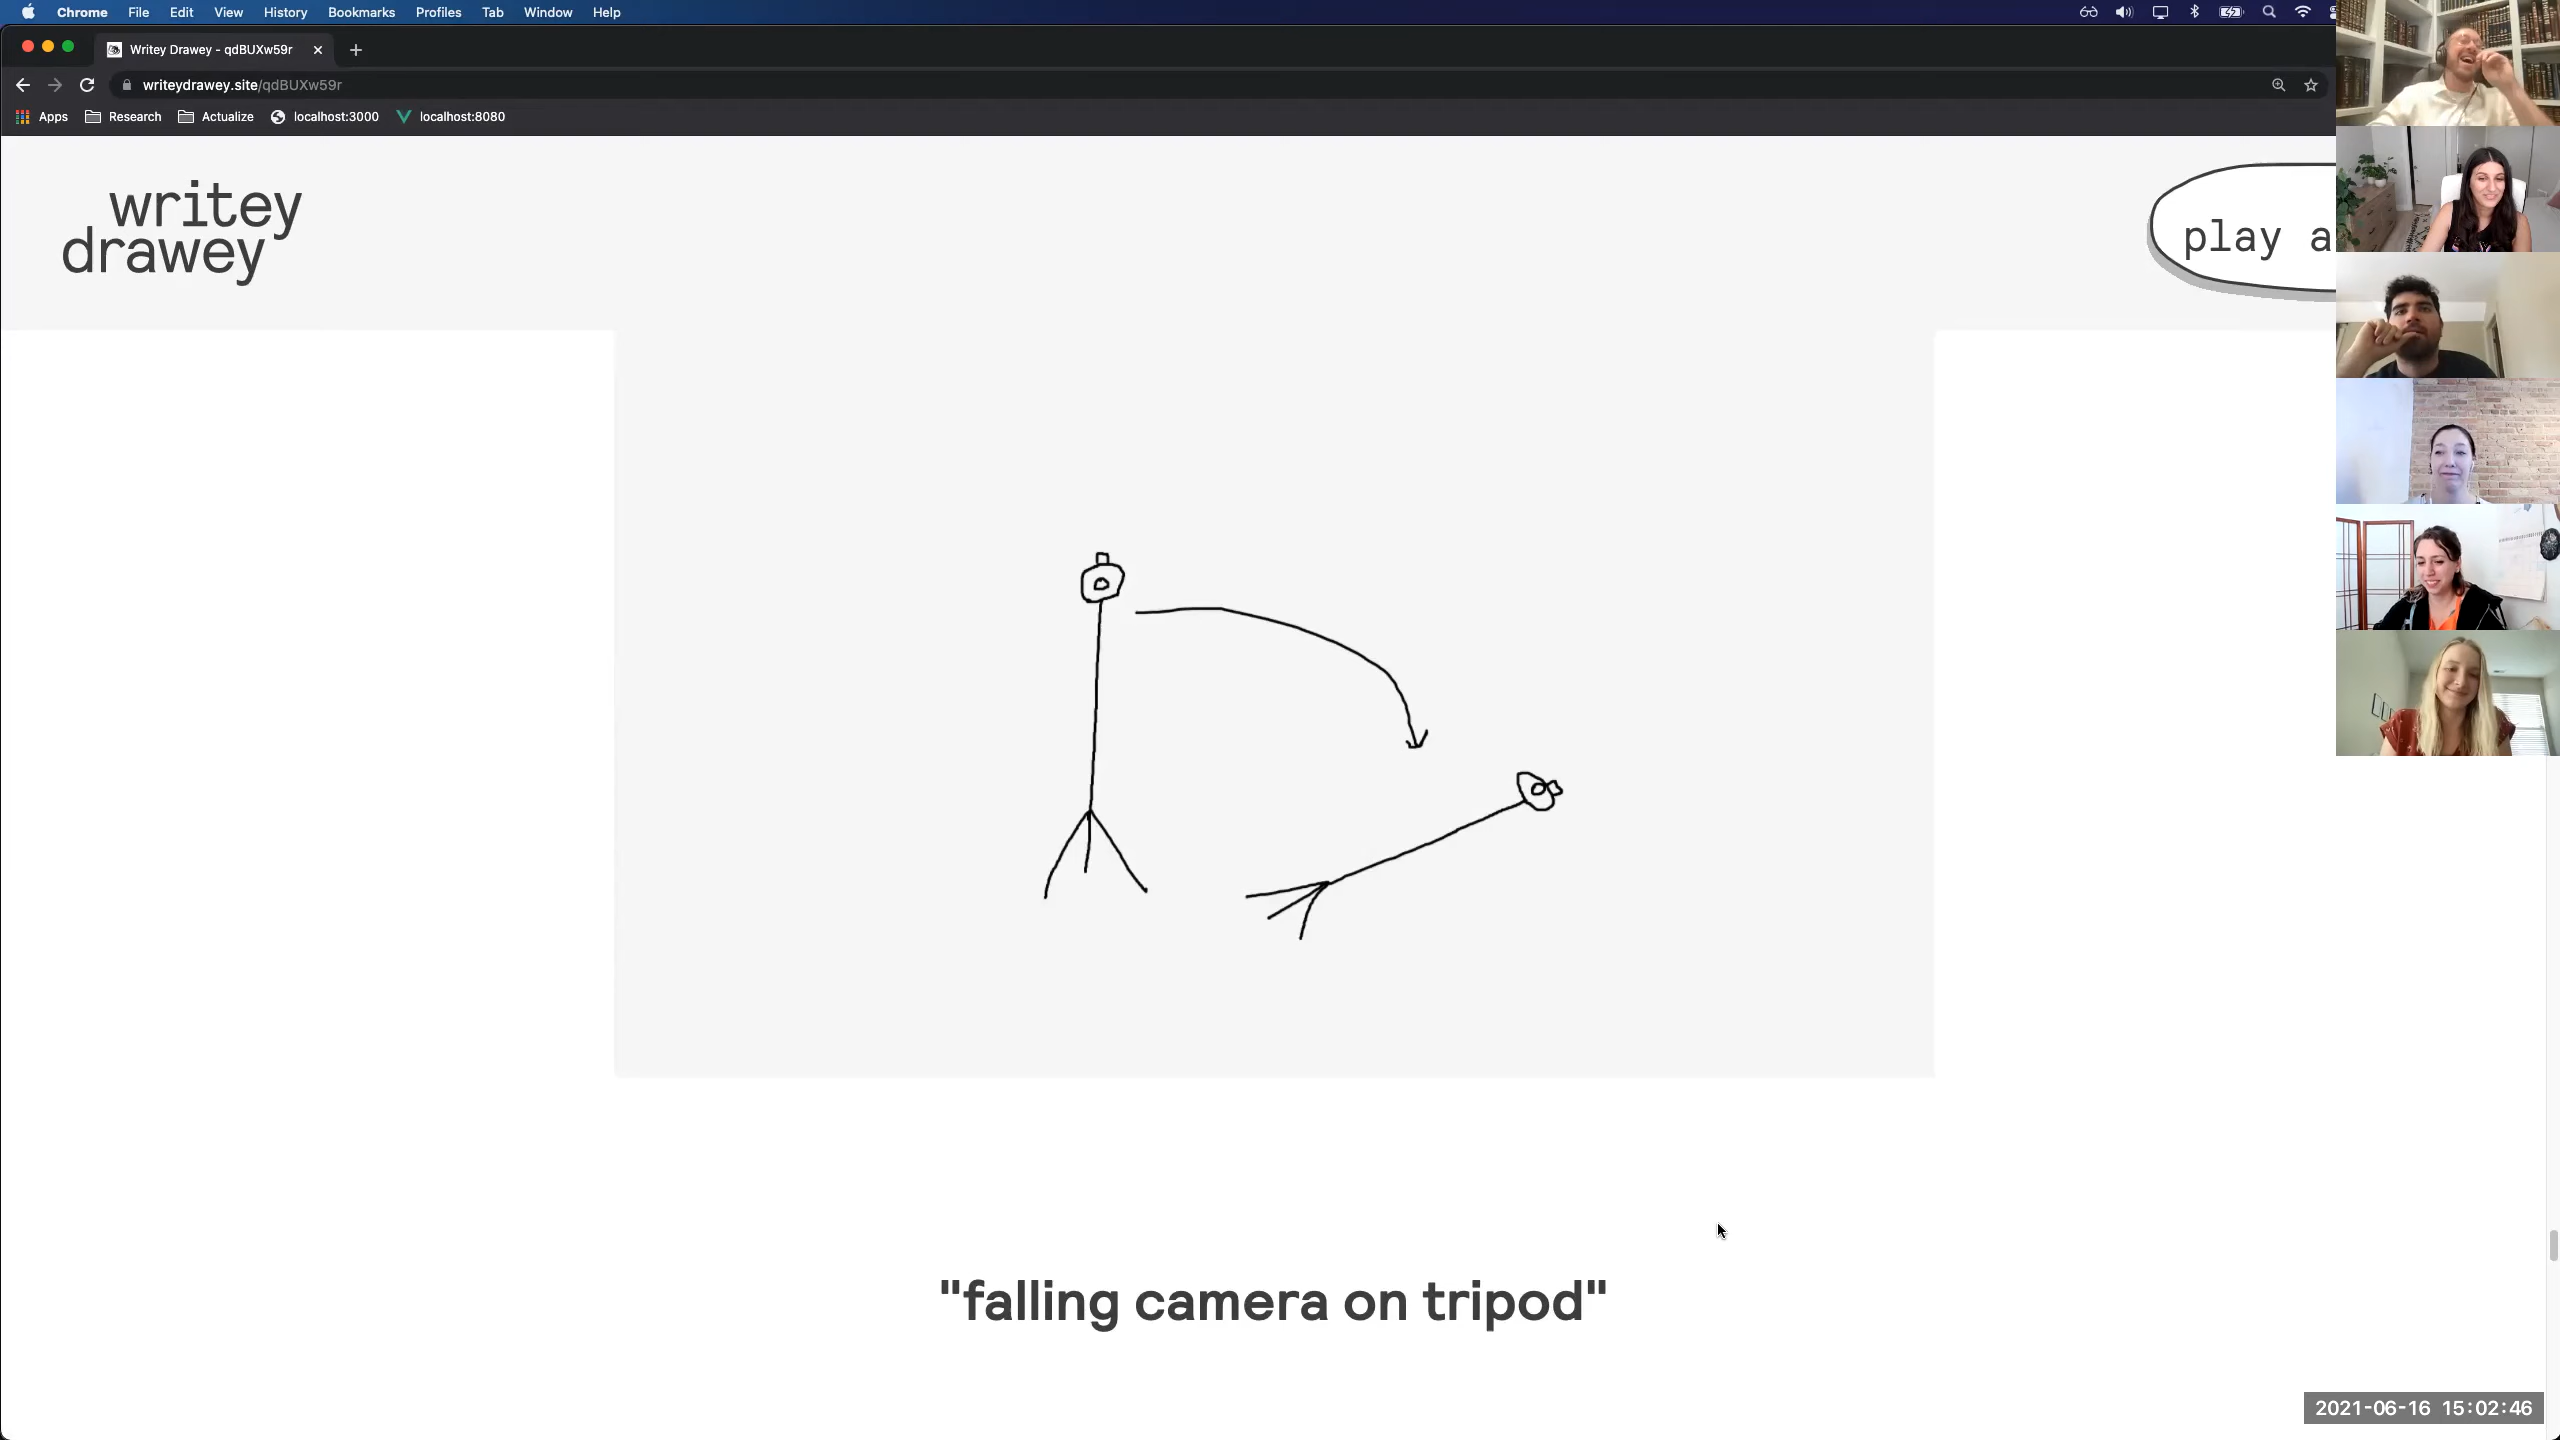 Chrome File Edit View History Bookmarks Profiles Tab Window Help
Writey Drawey - qdBUXw59r
writeydrawey.site/qdBUXw59r
Apps Research Actualize localhost:3000 localhost:8080
writey
drawey
play a
"falling camera on tripod"
2021-06-16 15:02:46